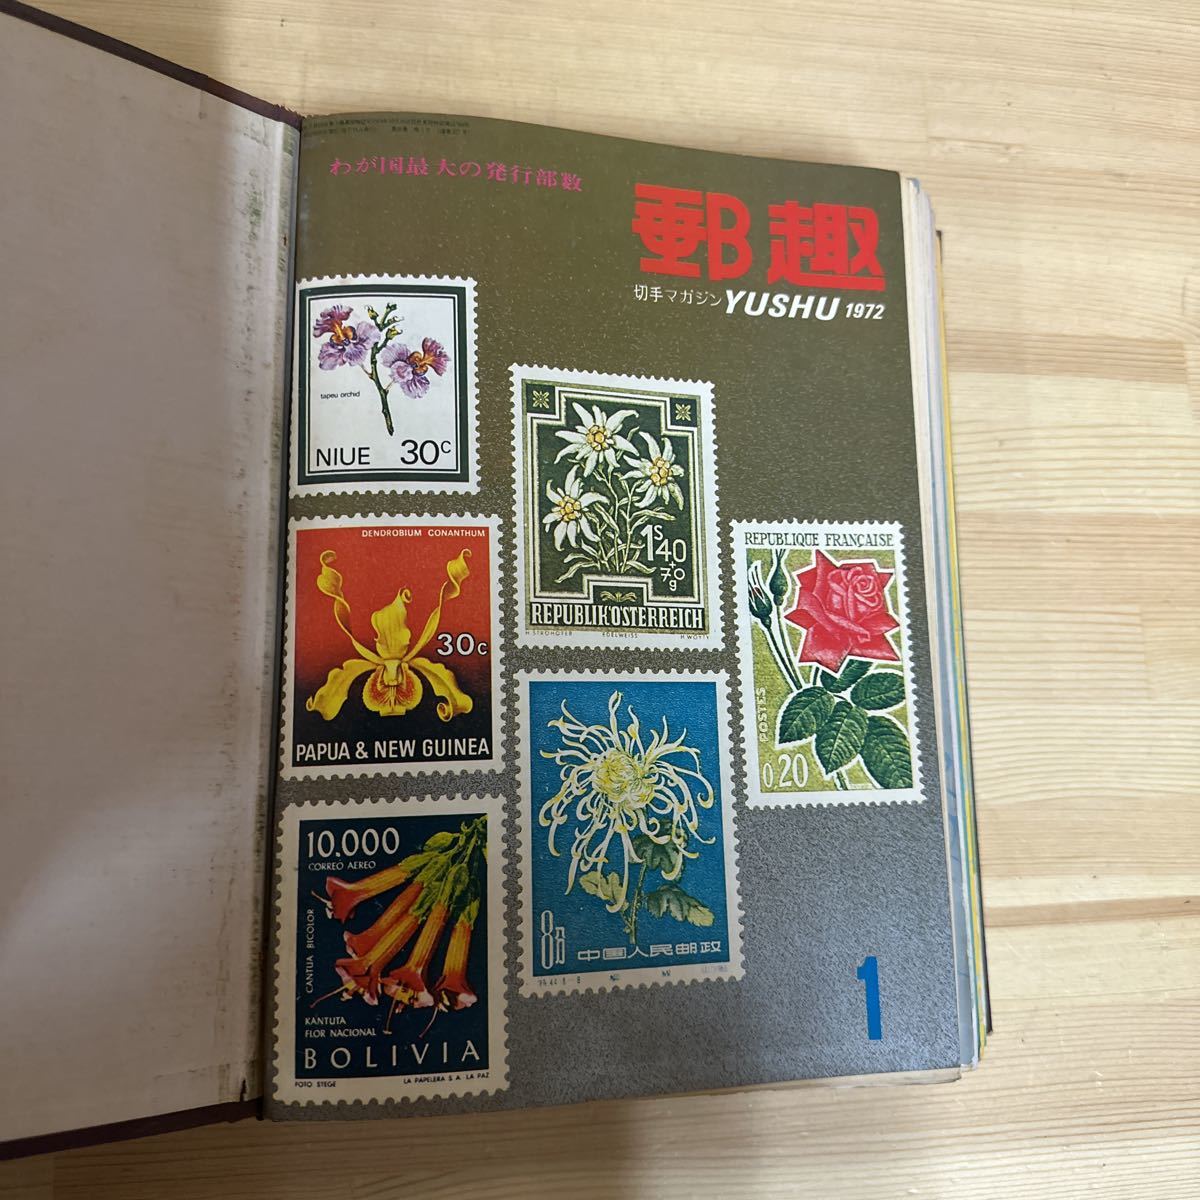 わが国最大の発行部数
郵趣
切手マガジン YUSHU 1972
tapeu orchid
NIUE 30c
DENDROBIUM CONANTHUM
30c
PAPUA & NEW GUINEA
10,000
CORREO AEREO
CANTUA BICOLOR
KANTUTA
FLOR NACIONAL
BOLIVIA
FOTO STEGE LA PAPELERA S A. LA PAZ
1s40
+70g
REPUBLIK ÖSTERREICH
H STROHOFER EDELWEISS H WOYTY
8分 中国人民邮政
REPUBLIQUE FRANÇAISE
POSTES
0,20
1